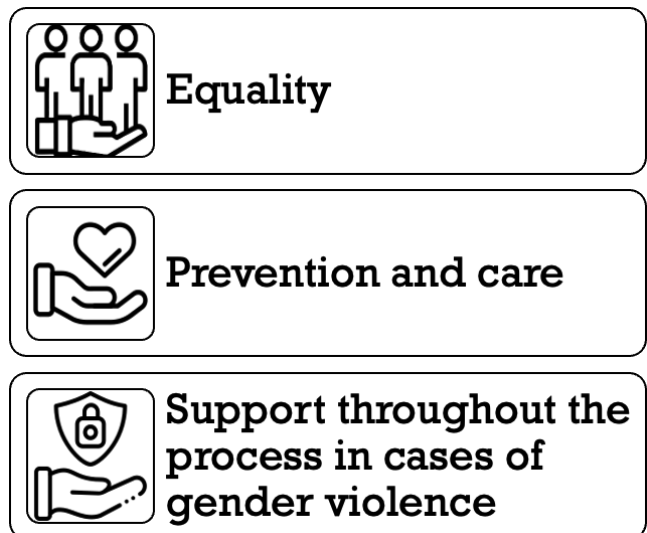 Equality
Prevention and care
Support throughout the
process in cases of
gender violence